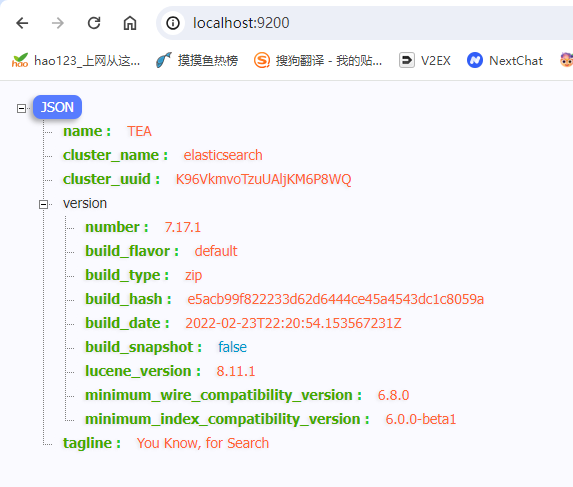 localhost:9200
hao
hao123_上网从这...
摸摸鱼热榜
搜狗翻译 - 我的贴...
V2EX
NextChat
JSON
name : TEA
cluster_name : elasticsearch
cluster_uuid : K96VkmvoTzuUAljKM6P8WQ
version
number : 7.17.1
build_flavor : default
build_type : zip
build_hash : e5acb99f822233d62d6444ce45a4543dc1c8059a
build_date : 2022-02-23T22:20:54.153567231Z
build_snapshot : false
lucene_version : 8.11.1
minimum_wire_compatibility_version : 6.8.0
minimum_index_compatibility_version : 6.0.0-beta1
tagline : You Know, for Search